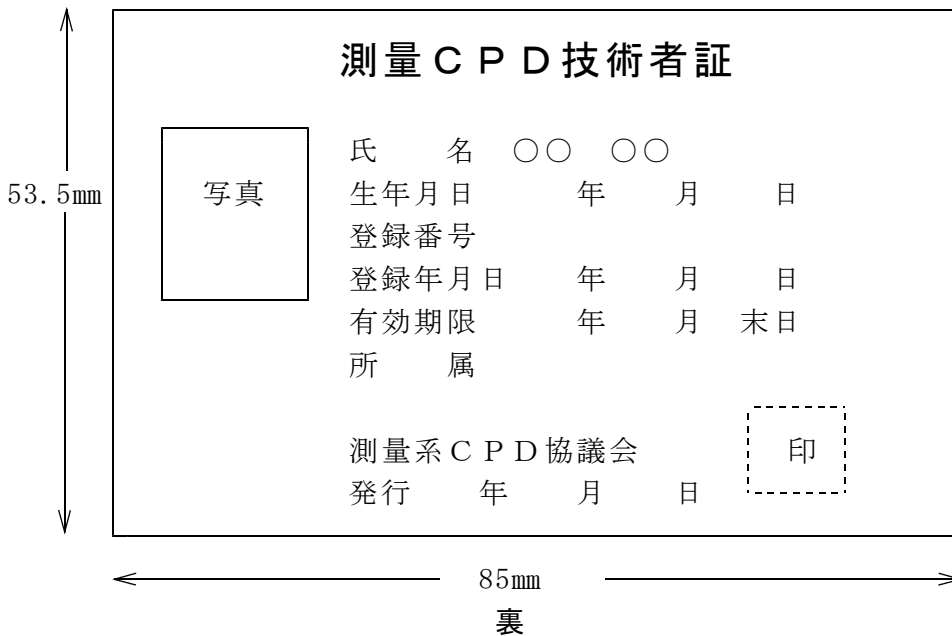 測量ＣＰＤ技術者証
氏　　名　○○　○○
53.5mm
写真
生年月日　　　年　　月　　日
登録番号
登録年月日　　年　　月　　日
有効期限　　　年　　月　末日
所　　属
測量系ＣＰＤ協議会　　印
発行　　年　　月　　日
85mm
裏